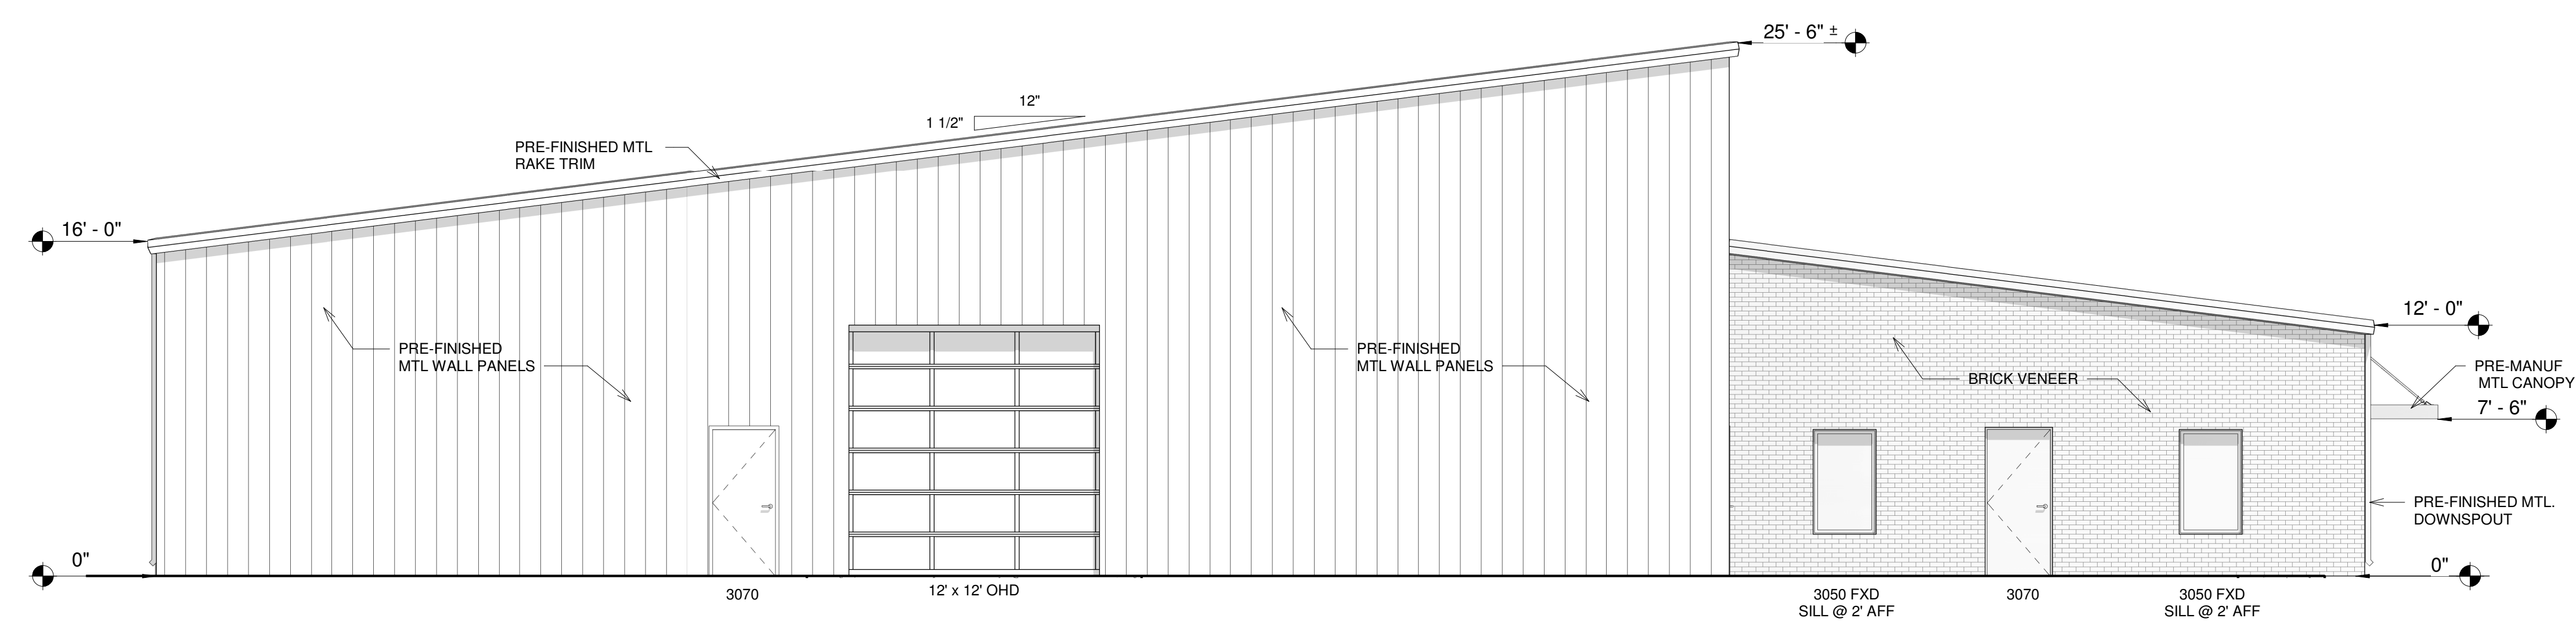 25' - 6" ±
12"
1 1/2"
PRE-FINISHED MTL
RAKE TRIM
16' - 0"
12' - 0"
PRE-FINISHED
MTL WALL PANELS
PRE-FINISHED
MTL WALL PANELS
BRICK VENEER
PRE-MANUF
MTL CANOPY
7' - 6"
PRE-FINISHED MTL.
DOWNSPOUT
0"
0"
3070
12' x 12' OHD
3050 FXD
SILL @ 2' AFF
3070
3050 FXD
SILL @ 2' AFF